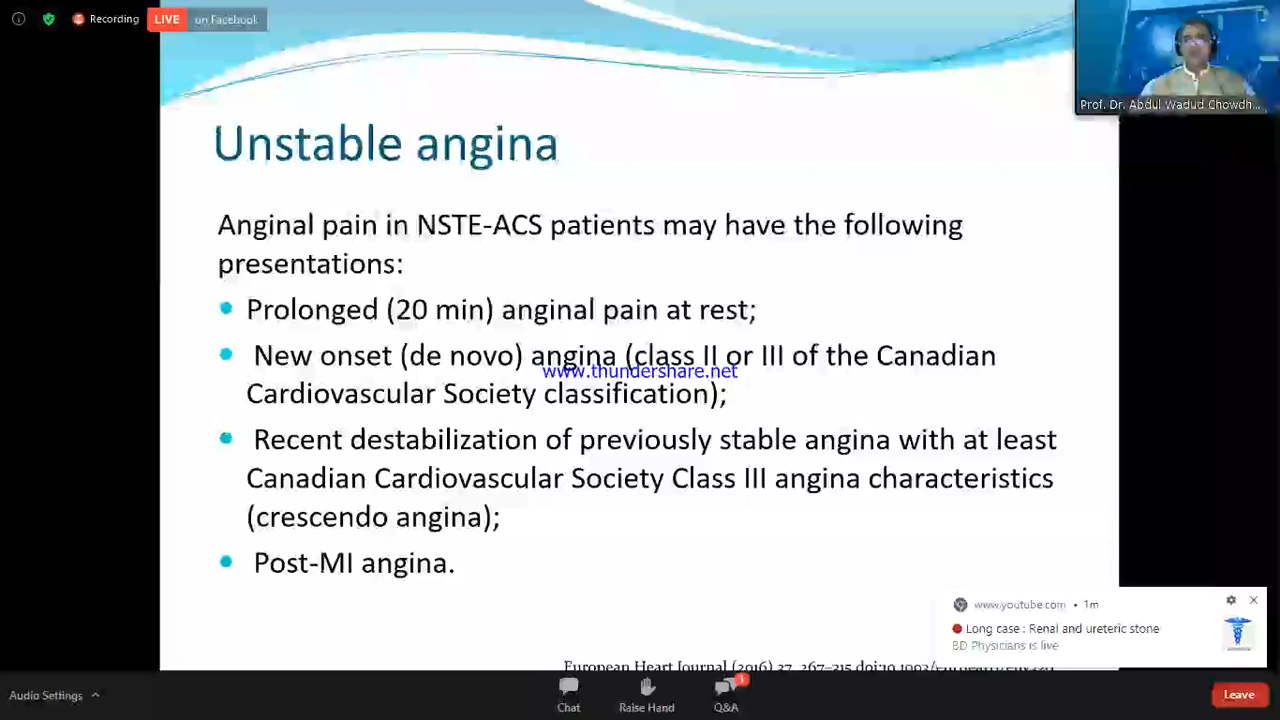 Recording
LIVE on Facebook
Prof. Dr. Abdul Wadud Chowdh...
Unstable angina
Anginal pain in NSTE-ACS patients may have the following
presentations:
Prolonged (20 min) anginal pain at rest;
New onset (de novo) angina (class II or III of the Canadian
www.thundershare.net
Cardiovascular Society classification);
Recent destabilization of previously stable angina with at least
Canadian Cardiovascular Society Class III angina characteristics
(crescendo angina);
Post-MI angina.
www.youtube.com • 1m
Long case : Renal and ureteric stone
BD Physicians is live
European Heart Journal (2016) 37, 267–315
Audio Settings
Chat
Raise Hand
Q&A
1
Leave